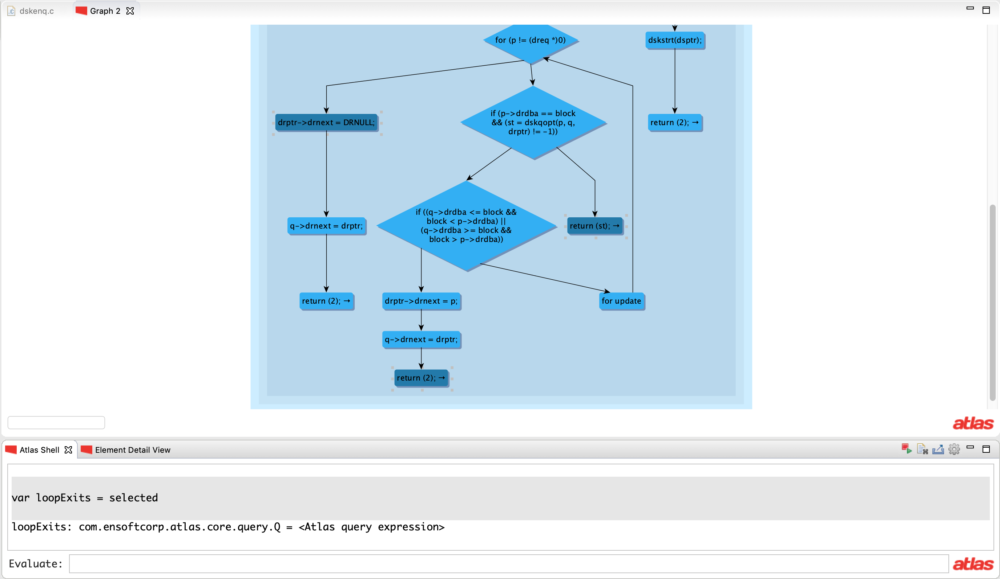 dskenq.c
Graph 2
for (p != (dreq *)0)
dskstrt(dsptr);
drptr->drnext = DRNULL;
if (p->drdba == block
&& (st = dskqopt(p, q,
drptr) != -1))
return (2); →
q->drnext = drptr;
if ((q->drdba <= block &&
block < p->drdba) ||
(q->drdba >= block &&
block > p->drdba))
return (st); →
return (2); →
drptr->drnext = p;
for update
q->drnext = drptr;
return (2); →
atlas
Atlas Shell
Element Detail View
var loopExits = selected
loopExits: com.ensoftcorp.atlas.core.query.Q = <Atlas query expression>
Evaluate:
atlas